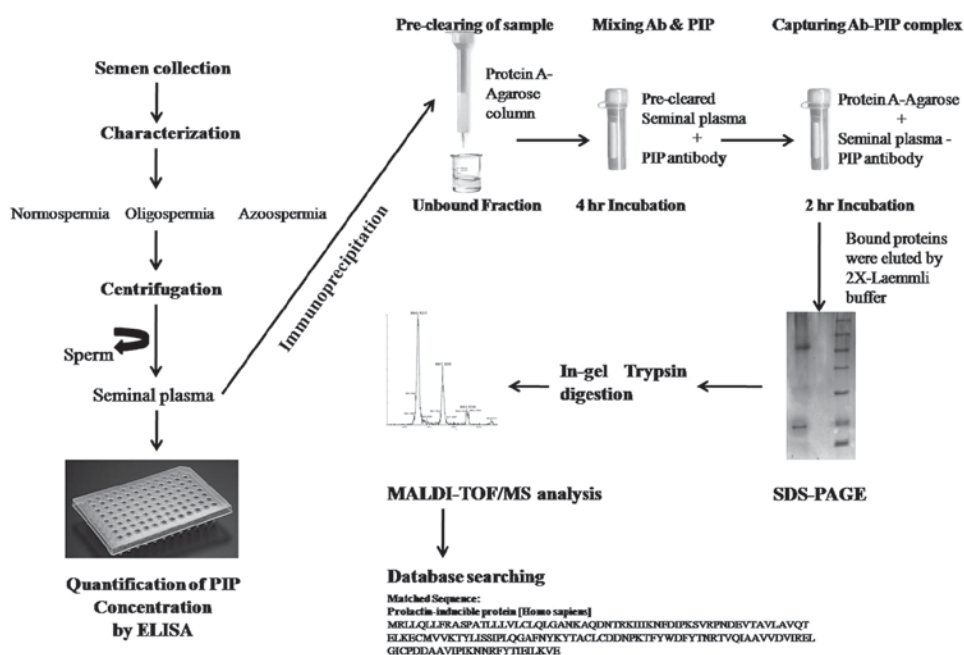 Semen collection
Characterization
Normospermia Oligospermia Azoospermia
Centrifugation
Sperm
Seminal plasma
Quantification of PIP
Concentration
by ELISA
Immunoprecipitation
Pre-clearing of sample
Protein A-
Agarose
column
Unbound Fraction
Mixing Ab & PIP
Pre-cleared
Seminal plasma
+
PIP antibody
4 hr Incubation
Capturing Ab-PIP complex
Protein A-Agarose
+
Seminal plasma-
PIP antibody
2 hr Incubation
Bound proteins
were eluted by
2X-Laemmli
buffer
SDS-PAGE
In-gel Trypsin
digestion
MALDI-TOF/MS analysis
Database searching
Matched Sequence:
Prolactin-inducible protein [Homo sapiens]
MRLLQLLFRASPATLLLVLCLQLGANKAQDNTRKIIIKNFDIPKSVRPNDEVTAVLAVQT
ELKECMVVKTYLISSIPLQGAFNYKYTACLCDDNPKTFYWDFYTNRTVQIAAVVDVIREL
GICPDDAAVIPIKNNRFYTIEILKVE